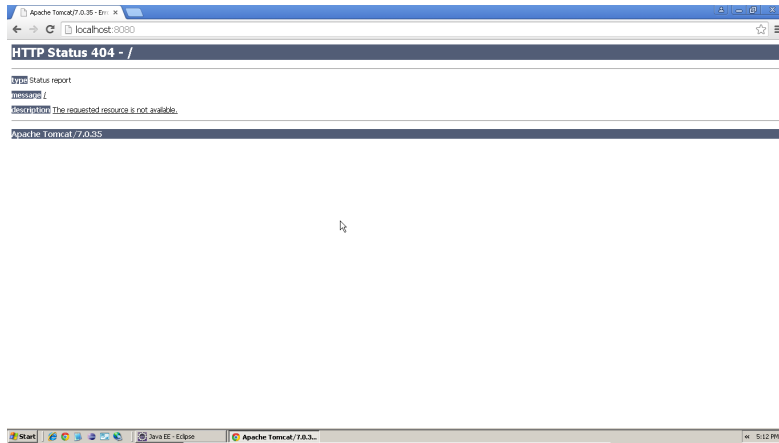 Apache Tomcat/7.0.35 - Err
localhost:8080
HTTP Status 404 - /
type Status report
message /
description The requested resource is not available.
Apache Tomcat/7.0.35
Start
Java EE - Eclipse
Apache Tomcat/7.0.3...
5:12 PM